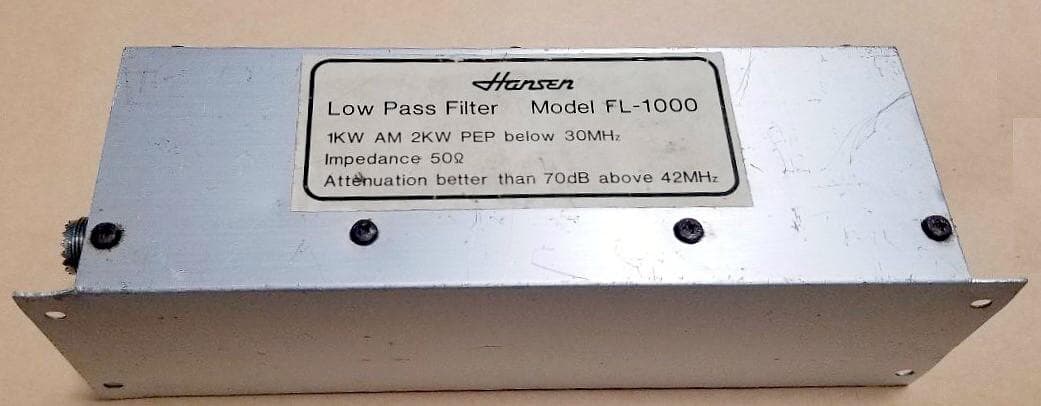 Hansen
Low Pass Filter Model FL-1000
1KW AM 2KW PEP below 30MHz
Impedance 50Ω
Attenuation better than 70dB above 42MHz